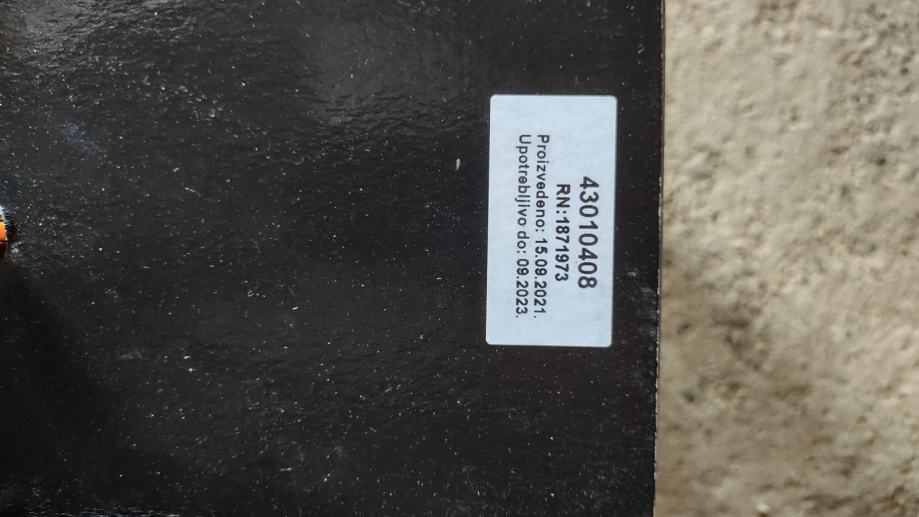 43010408
RN:1871973
Proizvedeno: 15.09.2021.
Upotrebljivo do: 09.2023.